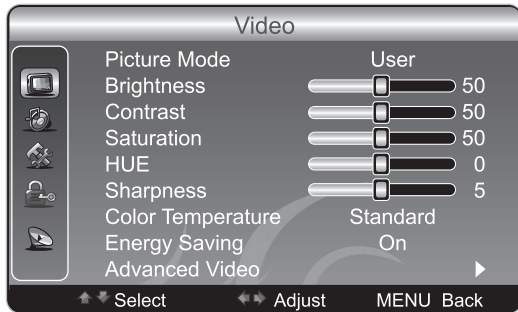 Video
Picture Mode User
Brightness 50
Contrast 50
Saturation 50
HUE 0
Sharpness 5
Color Temperature Standard
Energy Saving On
Advanced Video
Select Adjust MENU Back